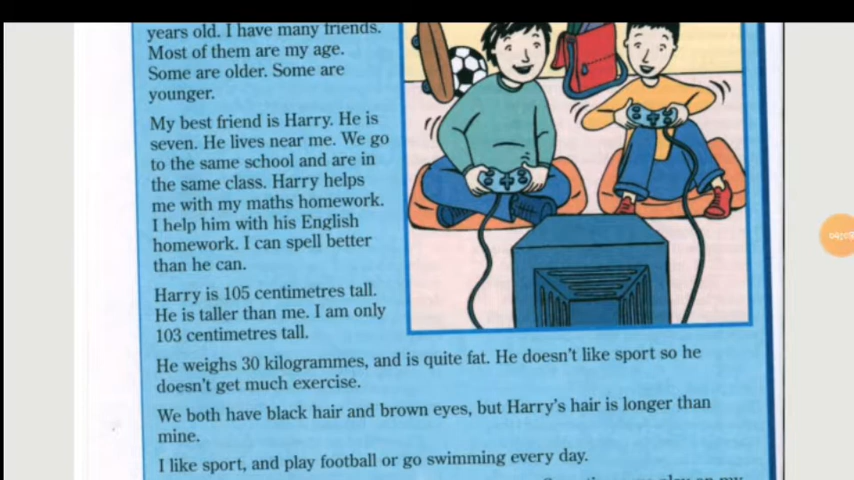 years old. I have many friends.
Most of them are my age.
Some are older. Some are
younger.
My best friend is Harry. He is
seven. He lives near me. We go
to the same school and are in
the same class. Harry helps
me with my maths homework.
I help him with his English
homework. I can spell better
than he can.
Harry is 105 centimetres tall.
He is taller than me. I am only
103 centimetres tall.
He weighs 30 kilogrammes, and is quite fat. He doesn't like sport so he
doesn't get much exercise.
We both have black hair and brown eyes, but Harry's hair is longer than
mine.
I like sport, and play football or go swimming every day.